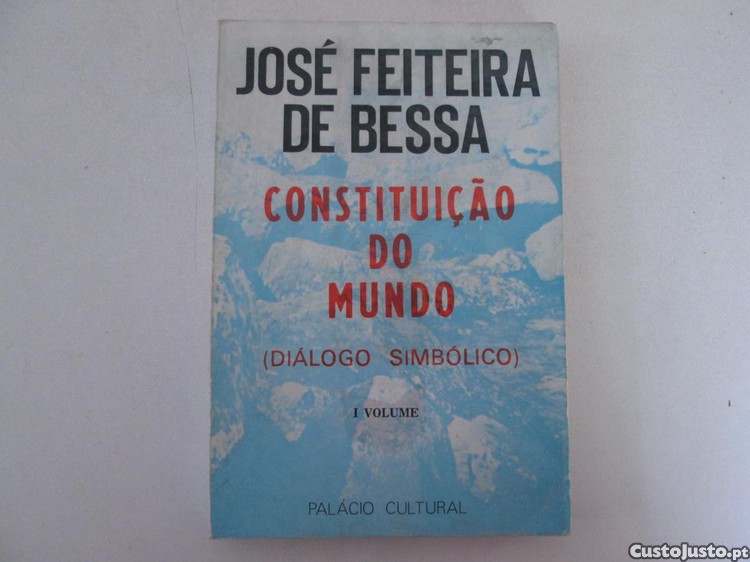 JOSÉ FEITEIRA
DE BESSA
CONSTITUIÇÃO
DO
MUNDO
(DIÁLOGO SIMBÓLICO)
I VOLUME
PALÁCIO CULTURAL
CustoJusto.pt